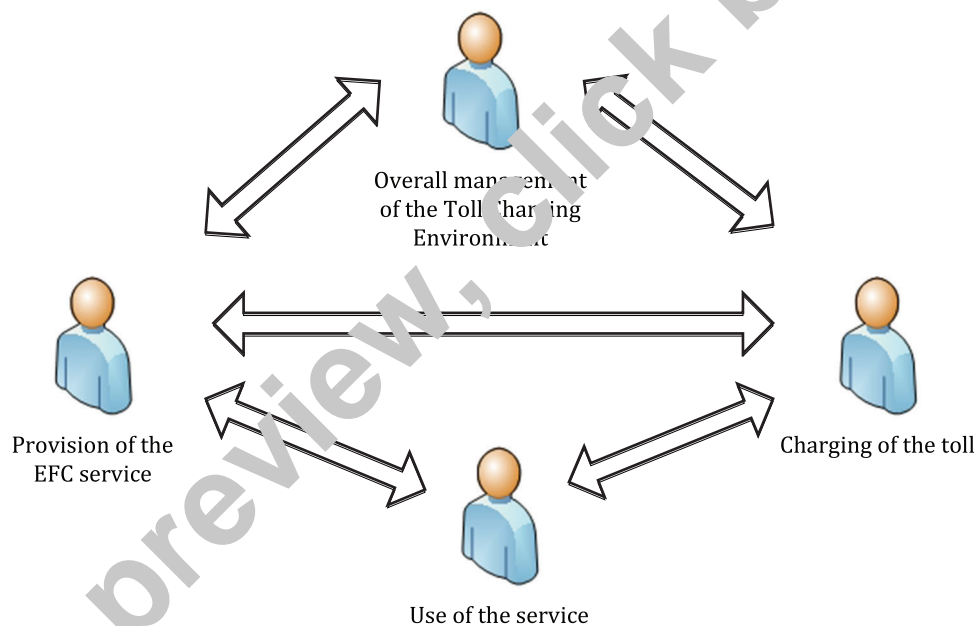 Overall management
of the Toll Charging
Environment
Provision of the
EFC service
Charging of the toll
Use of the service
preview, click